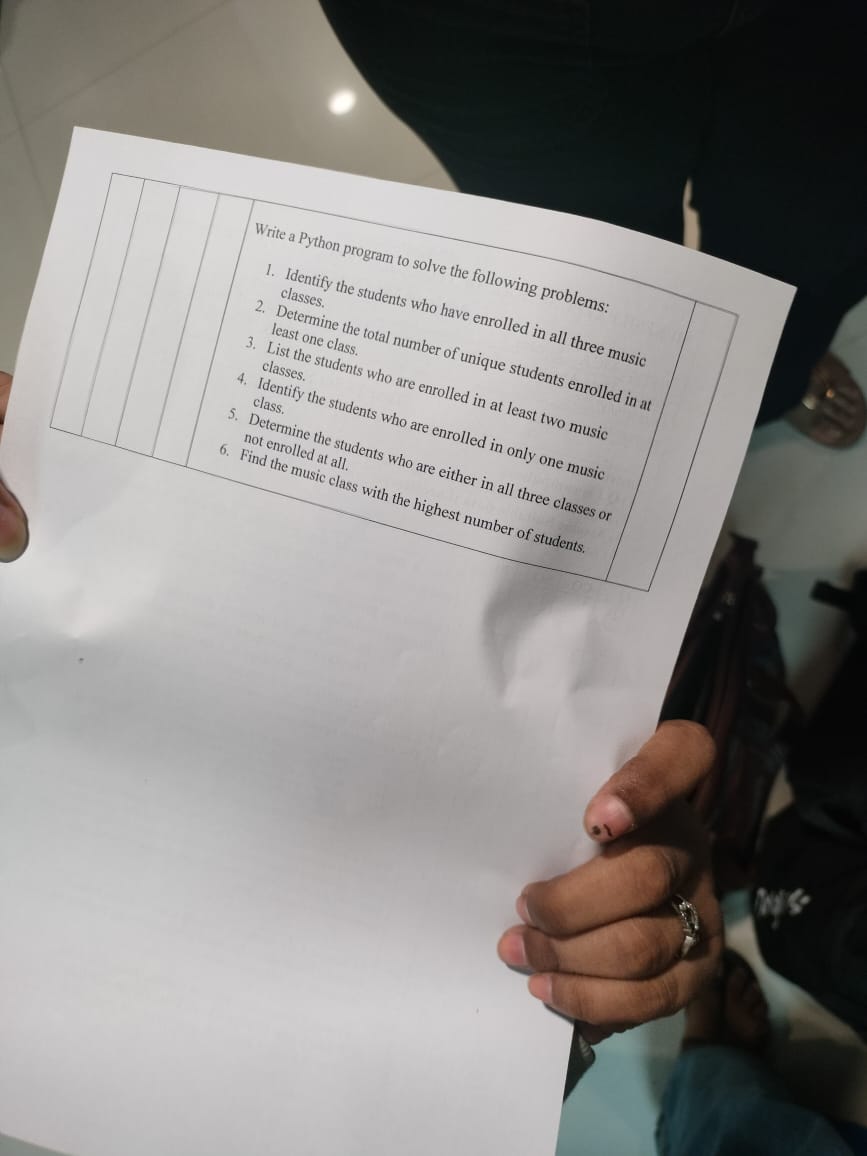 Write a Python program to solve the following problems:
1. Identify the students who have enrolled in all three music
classes.
2. Determine the total number of unique students enrolled in at
least one class.
3. List the students who are enrolled in at least two music
classes.
4. Identify the students who are enrolled in only one music
class.
5. Determine the students who are either in all three classes or
not enrolled at all.
6. Find the music class with the highest number of students.